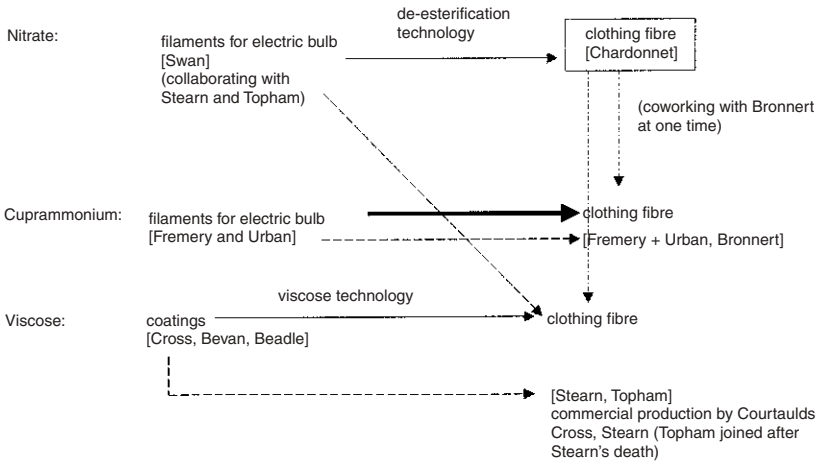 Nitrate:
filaments for electric bulb
[Swan]
(collaborating with
Stearn and Topham)
de-esterification
technology
clothing fibre
[Chardonnet]
(coworking with Bronnert
at one time)
Cuprammonium:
filaments for electric bulb
[Fremery and Urban]
clothing fibre
[Fremery + Urban, Bronnert]
Viscose:
coatings
[Cross, Bevan, Beadle]
viscose technology
clothing fibre
[Stearn, Topham]
commercial production by Courtaulds
Cross, Stearn (Topham joined after
Stearn's death)